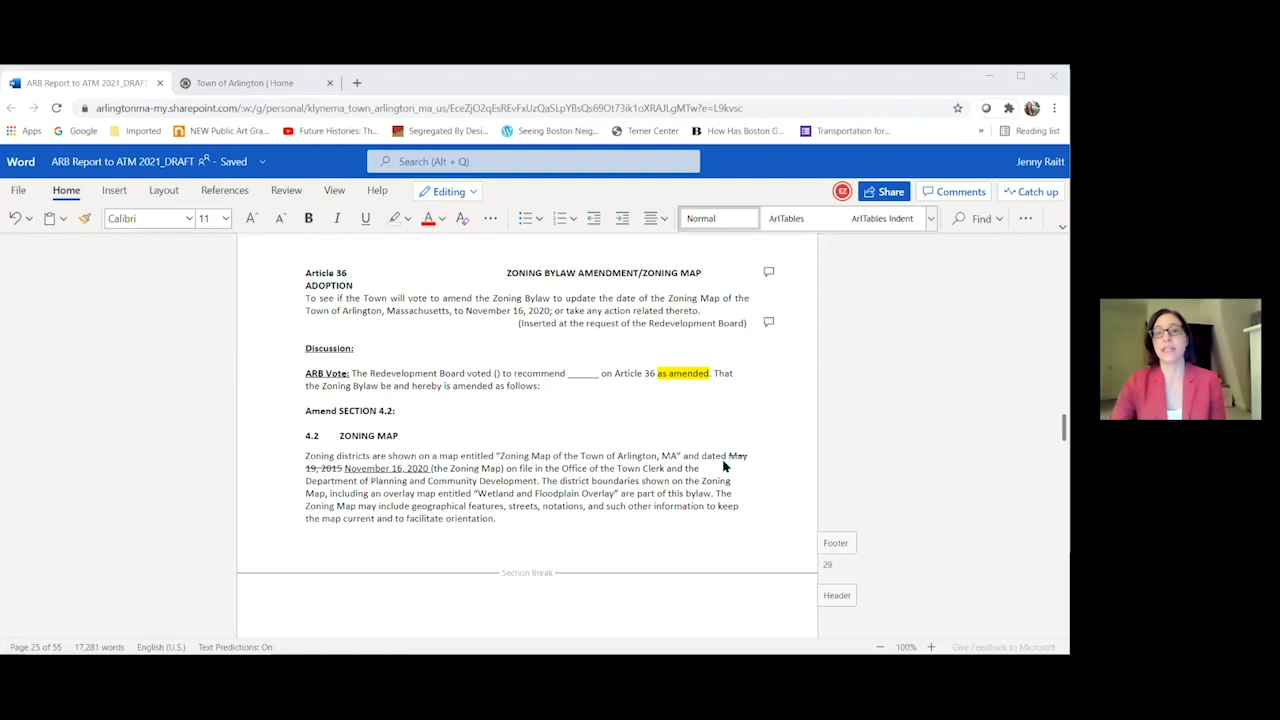 ARB Report to ATM 2021_DRAFT
Town of Arlington | Home
arlingtonma-my.sharepoint.com/:w:/g/personal/klynema_town_arlington_ma_us/EceZjO2qEsREvFxUzQaSLpYBsQs69Ot73ik1oXRAJLgMTw?e=L9kvsc
Apps Google Imported NEW Public Art Gra... Future Histories: Th... Segregated By Desi... Seeing Boston Neig... Terner Center How Has Boston G... Transportation for... » Reading list
Word ARB Report to ATM 2021_DRAFT - Saved Search (Alt + Q) Jenny Raitt
File Home Insert Layout References Review View Help Editing EZ Share Comments Catch up
Calibri 11 A A B I U A A Normal ArlTables ArlTables Indent Find
Article 36 ZONING BYLAW AMENDMENT/ZONING MAP
ADOPTION
To see if the Town will vote to amend the Zoning Bylaw to update the date of the Zoning Map of the
Town of Arlington, Massachusetts, to November 16, 2020; or take any action related thereto.
(Inserted at the request of the Redevelopment Board)
Discussion:
ARB Vote: The Redevelopment Board voted () to recommend ______ on Article 36 as amended. That
the Zoning Bylaw be and hereby is amended as follows:
Amend SECTION 4.2:
4.2 ZONING MAP
Zoning districts are shown on a map entitled "Zoning Map of the Town of Arlington, MA" and dated May
19, 2015 November 16, 2020 (the Zoning Map) on file in the Office of the Town Clerk and the
Department of Planning and Community Development. The district boundaries shown on the Zoning
Map, including an overlay map entitled "Wetland and Floodplain Overlay" are part of this bylaw. The
Zoning Map may include geographical features, streets, notations, and such other information to keep
the map current and to facilitate orientation.
Footer
29
Section Break
Header
Page 25 of 55 17,281 words English (U.S.) Text Predictions: On 100% Give Feedback to Microsoft